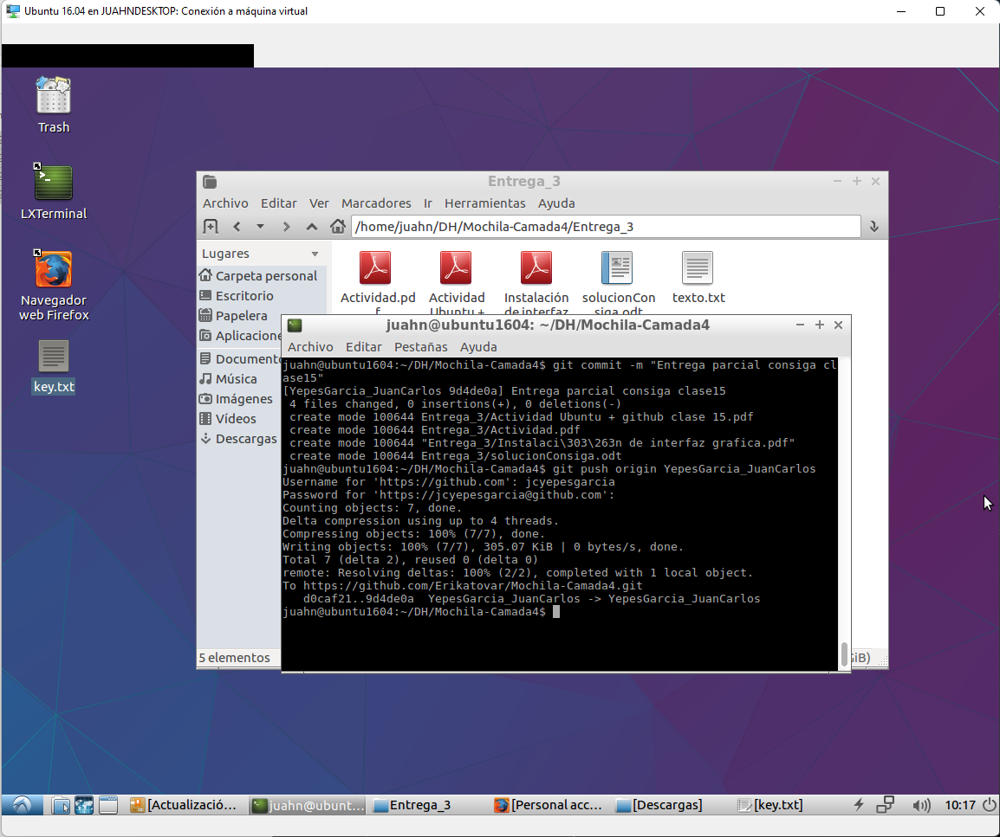 Ubuntu 16.04 en JUAHNDESKTOP: Conexión a máquina virtual
Trash
LXTerminal
Navegador
web Firefox
key.txt
Entrega_3
Archivo Editar Ver Marcadores Ir Herramientas Ayuda
/home/juahn/DH/Mochila-Camada4/Entrega_3
Lugares
Carpeta personal
Escritorio
Papelera
Aplicacione
Documento
Música
Imágenes
Vídeos
Descargas
Actividad.pd
f
Actividad
Ubuntu +
Instalación
de interfaz
solucionCon
siga.odt
texto.txt
5 elementos
GiB)
juahn@ubuntu1604: ~/DH/Mochila-Camada4
Archivo Editar Pestañas Ayuda
juahn@ubuntu1604:~/DH/Mochila-Camada4$ git commit -m "Entrega parcial consiga cl
ase15"
[YepesGarcia_JuanCarlos 9d4de0a] Entrega parcial consiga clase15
 4 files changed, 0 insertions(+), 0 deletions(-)
 create mode 100644 Entrega_3/Actividad Ubuntu + github clase 15.pdf
 create mode 100644 Entrega_3/Actividad.pdf
 create mode 100644 "Entrega_3/Instalaci\303\263n de interfaz grafica.pdf"
 create mode 100644 Entrega_3/solucionConsiga.odt
juahn@ubuntu1604:~/DH/Mochila-Camada4$ git push origin YepesGarcia_JuanCarlos
Username for 'https://github.com': jcyepesgarcia
Password for 'https://jcyepesgarcia@github.com':
Counting objects: 7, done.
Delta compression using up to 4 threads.
Compressing objects: 100% (7/7), done.
Writing objects: 100% (7/7), 305.07 KiB | 0 bytes/s, done.
Total 7 (delta 2), reused 0 (delta 0)
remote: Resolving deltas: 100% (2/2), completed with 1 local object.
To https://github.com/Erikatovar/Mochila-Camada4.git
   d0caf21..9d4de0a  YepesGarcia_JuanCarlos -> YepesGarcia_JuanCarlos
juahn@ubuntu1604:~/DH/Mochila-Camada4$
[Actualizació... juahn@ubunt... Entrega_3 [Personal acc... [Descargas] [key.txt] 10:17